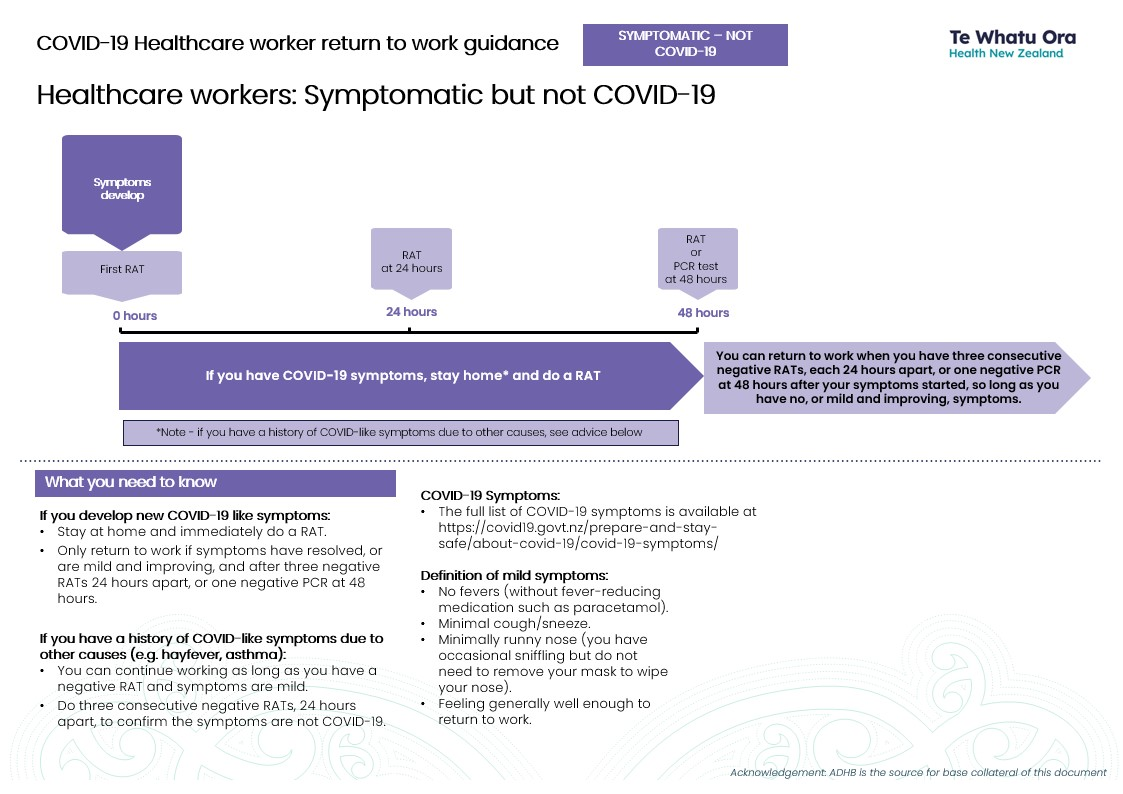 COVID-19 Healthcare worker return to work guidance
SYMPTOMATIC – NOT
COVID-19
Te Whatu Ora
Health New Zealand
Healthcare workers: Symptomatic but not COVID-19
Symptoms
develop
First RAT
RAT
at 24 hours
RAT
or
PCR test
at 48 hours
0 hours
24 hours
48 hours
If you have COVID-19 symptoms, stay home* and do a RAT
You can return to work when you have three consecutive
negative RATs, each 24 hours apart, or one negative PCR
at 48 hours after your symptoms started, so long as you
have no, or mild and improving, symptoms.
*Note - if you have a history of COVID-like symptoms due to other causes, see advice below
What you need to know
If you develop new COVID-19 like symptoms:
• Stay at home and immediately do a RAT.
• Only return to work if symptoms have resolved, or
are mild and improving, and after three negative
RATs 24 hours apart, or one negative PCR at 48
hours.
If you have a history of COVID-like symptoms due to
other causes (e.g. hayfever, asthma):
• You can continue working as long as you have a
negative RAT and symptoms are mild.
• Do three consecutive negative RATs, 24 hours
apart, to confirm the symptoms are not COVID-19.
COVID-19 Symptoms:
• The full list of COVID-19 symptoms is available at
https://covid19.govt.nz/prepare-and-stay-
safe/about-covid-19/covid-19-symptoms/
Definition of mild symptoms:
• No fevers (without fever-reducing
medication such as paracetamol).
• Minimal cough/sneeze.
• Minimally runny nose (you have
occasional sniffling but do not
need to remove your mask to wipe
your nose).
• Feeling generally well enough to
return to work.
Acknowledgement: ADHB is the source for base collateral of this document